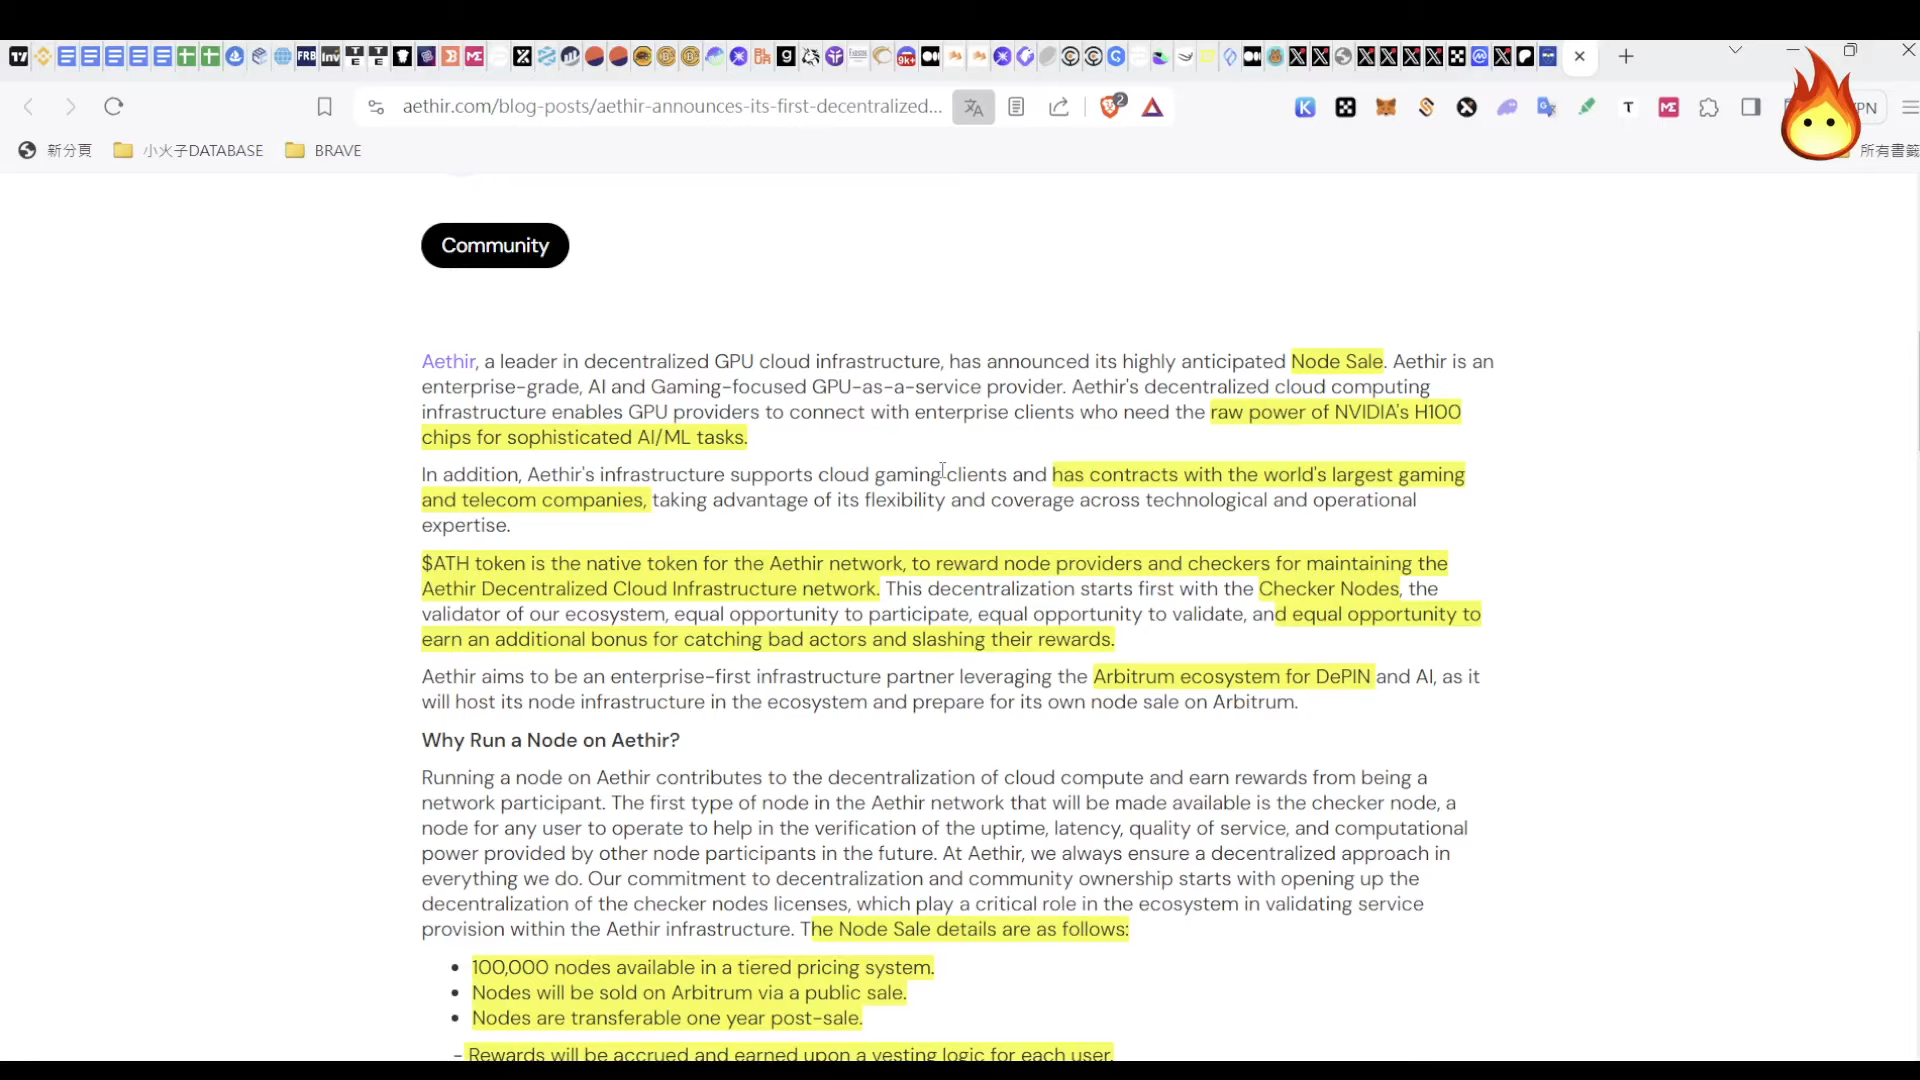 aethir.com/blog-posts/aethir-announces-its-first-decentralized...
新分頁
小火子DATABASE
BRAVE
所有書籤
Community
Aethir, a leader in decentralized GPU cloud infrastructure, has announced its highly anticipated Node Sale. Aethir is an
enterprise-grade, AI and Gaming-focused GPU-as-a-service provider. Aethir's decentralized cloud computing
infrastructure enables GPU providers to connect with enterprise clients who need the raw power of NVIDIA's H100
chips for sophisticated AI/ML tasks.
In addition, Aethir's infrastructure supports cloud gaming clients and has contracts with the world's largest gaming
and telecom companies, taking advantage of its flexibility and coverage across technological and operational
expertise.
$ATH token is the native token for the Aethir network, to reward node providers and checkers for maintaining the
Aethir Decentralized Cloud Infrastructure network. This decentralization starts first with the Checker Nodes, the
validator of our ecosystem, equal opportunity to participate, equal opportunity to validate, and equal opportunity to
earn an additional bonus for catching bad actors and slashing their rewards.
Aethir aims to be an enterprise-first infrastructure partner leveraging the Arbitrum ecosystem for DePIN and AI, as it
will host its node infrastructure in the ecosystem and prepare for its own node sale on Arbitrum.
Why Run a Node on Aethir?
Running a node on Aethir contributes to the decentralization of cloud compute and earn rewards from being a
network participant. The first type of node in the Aethir network that will be made available is the checker node, a
node for any user to operate to help in the verification of the uptime, latency, quality of service, and computational
power provided by other node participants in the future. At Aethir, we always ensure a decentralized approach in
everything we do. Our commitment to decentralization and community ownership starts with opening up the
decentralization of the checker nodes licenses, which play a critical role in the ecosystem in validating service
provision within the Aethir infrastructure. The Node Sale details are as follows:
• 100,000 nodes available in a tiered pricing system.
• Nodes will be sold on Arbitrum via a public sale.
• Nodes are transferable one year post-sale.
- Rewards will be accrued and earned upon a vesting logic for each user.